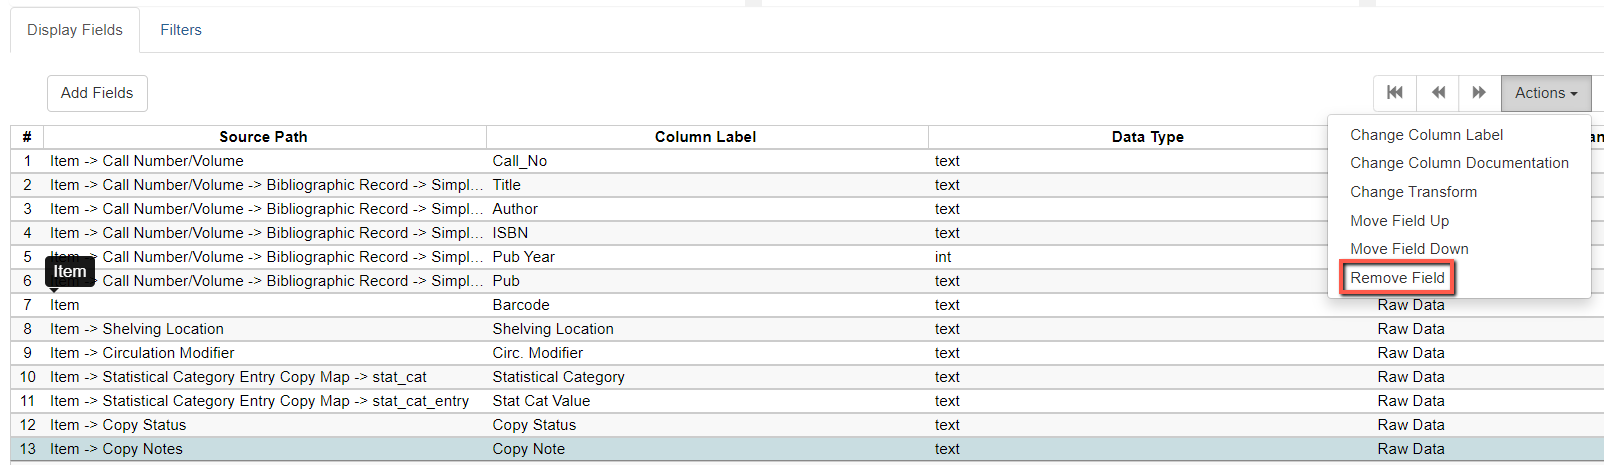 Display Fields Filters
Add Fields Actions
# Source Path Column Label Data Type
1 Item -> Call Number/Volume Call_No text
2 Item -> Call Number/Volume -> Bibliographic Record -> Simpl... Title text
3 Item -> Call Number/Volume -> Bibliographic Record -> Simpl... Author text
4 Item -> Call Number/Volume -> Bibliographic Record -> Simpl... ISBN text
5 Item -> Call Number/Volume -> Bibliographic Record -> Simpl... Pub Year int
6 Item -> Call Number/Volume -> Bibliographic Record -> Simpl... Pub text
7 Item Barcode text Raw Data
8 Item -> Shelving Location Shelving Location text Raw Data
9 Item -> Circulation Modifier Circ. Modifier text Raw Data
10 Item -> Statistical Category Entry Copy Map -> stat_cat Statistical Category text Raw Data
11 Item -> Statistical Category Entry Copy Map -> stat_cat_entry Stat Cat Value text Raw Data
12 Item -> Copy Status Copy Status text Raw Data
13 Item -> Copy Notes Copy Note text Raw Data
Item
Change Column Label
Change Column Documentation
Change Transform
Move Field Up
Move Field Down
Remove Field